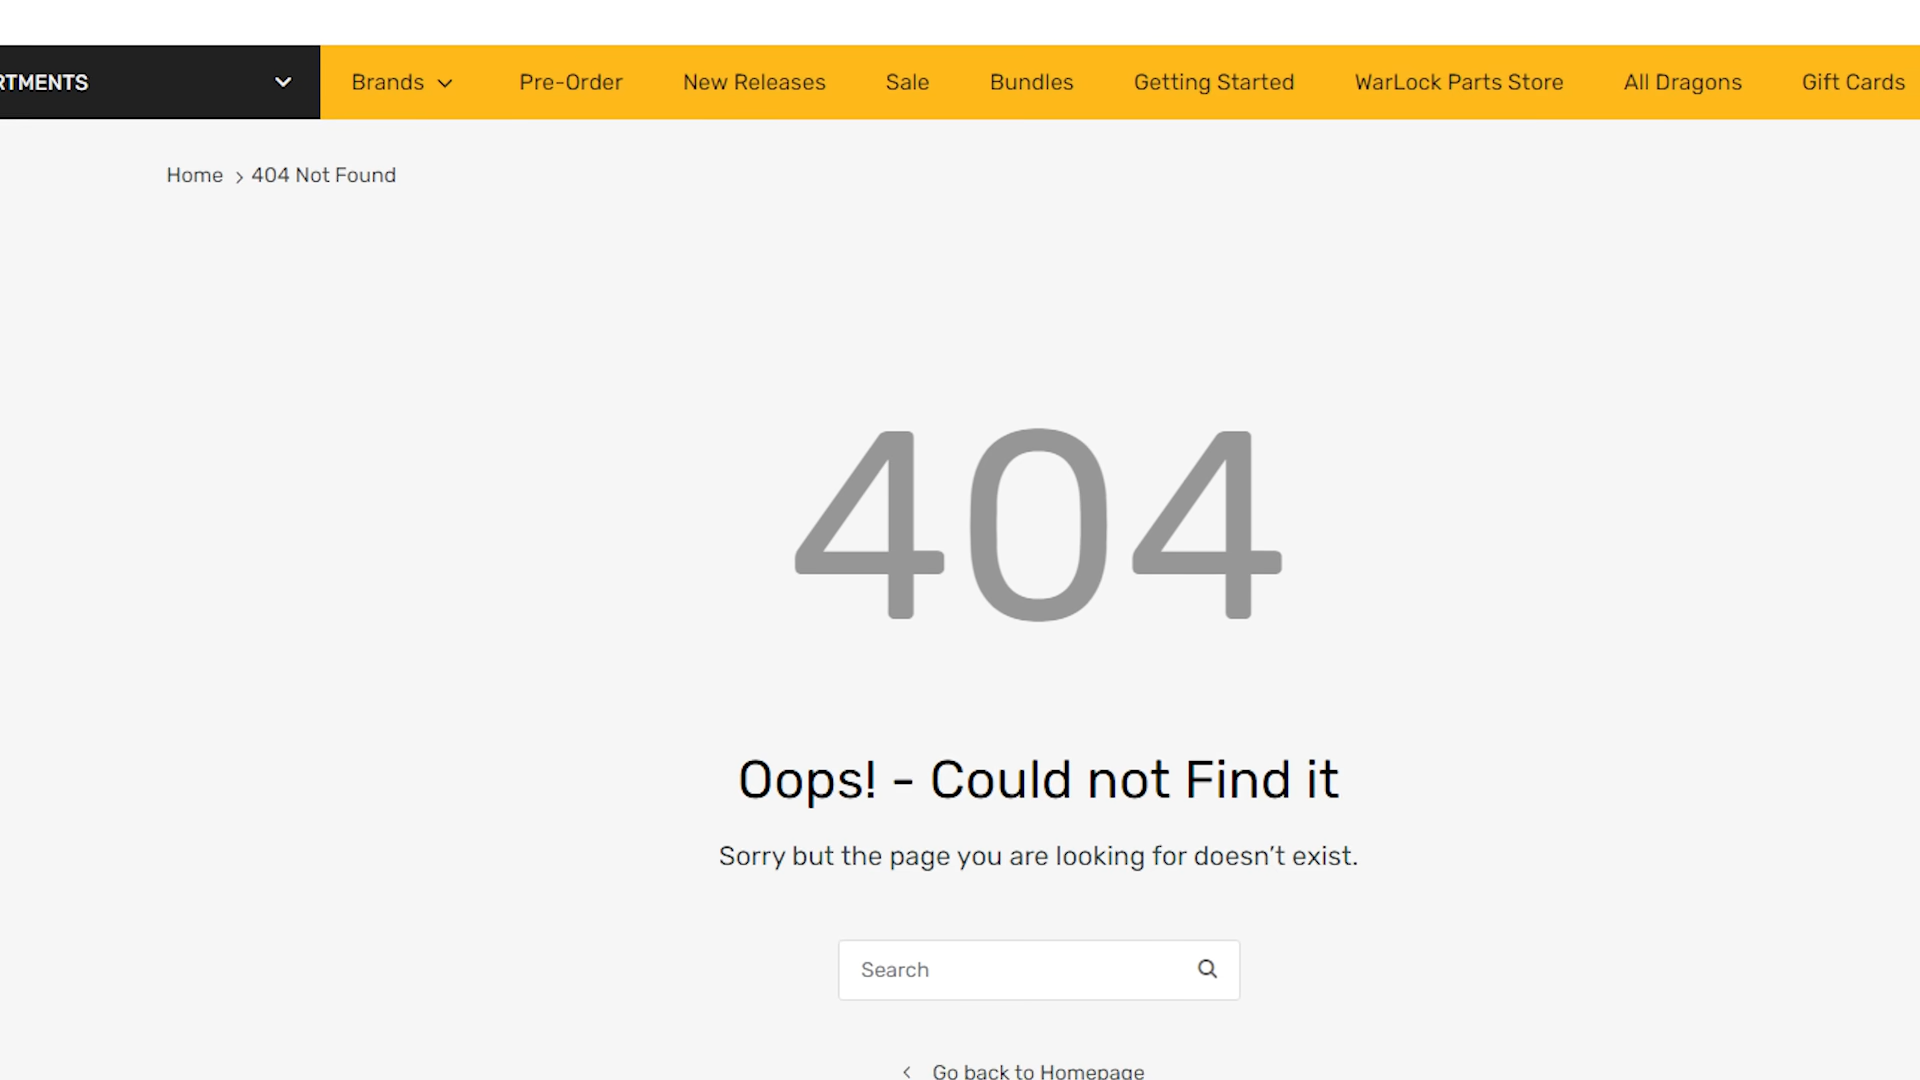 RTMENTS
Brands Pre-Order New Releases Sale Bundles Getting Started WarLock Parts Store All Dragons Gift Cards
Home > 404 Not Found
404
Oops! - Could not Find it
Sorry but the page you are looking for doesn’t exist.
Search
Go back to Homepage